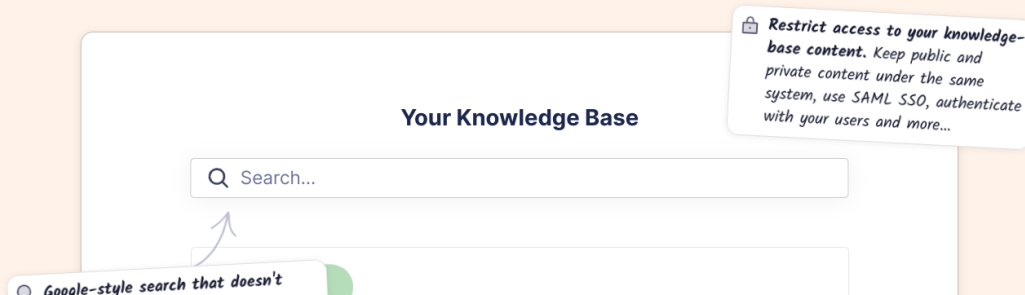 Restrict access to your knowledge-
base content. Keep public and
private content under the same
system, use SAML SSO, authenticate
with your users and more...
Your Knowledge Base
Search...
Google-style search that doesn't